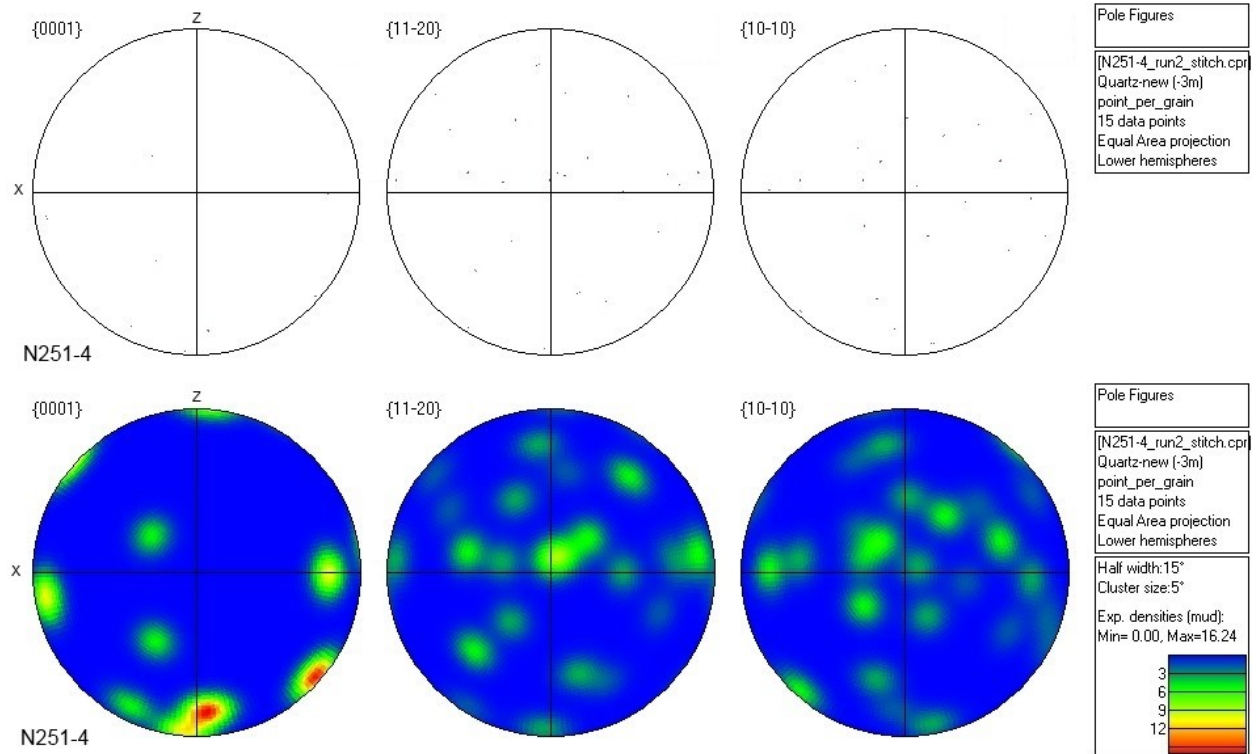 {0001}
Z
{11-20}
{10-10}
X
N251-4
Pole Figures
[N251-4_run2_stitch.cpr]
Quartz-new (-3m)
point_per_grain
15 data points
Equal Area projection
Lower hemispheres
{0001}
Z
{11-20}
{10-10}
X
N251-4
Pole Figures
[N251-4_run2_stitch.cpr]
Quartz-new (-3m)
point_per_grain
15 data points
Equal Area projection
Lower hemispheres
Half width:15°
Cluster size:5°
Exp. densities (mud):
Min= 0.00, Max=16.24
3
6
9
12